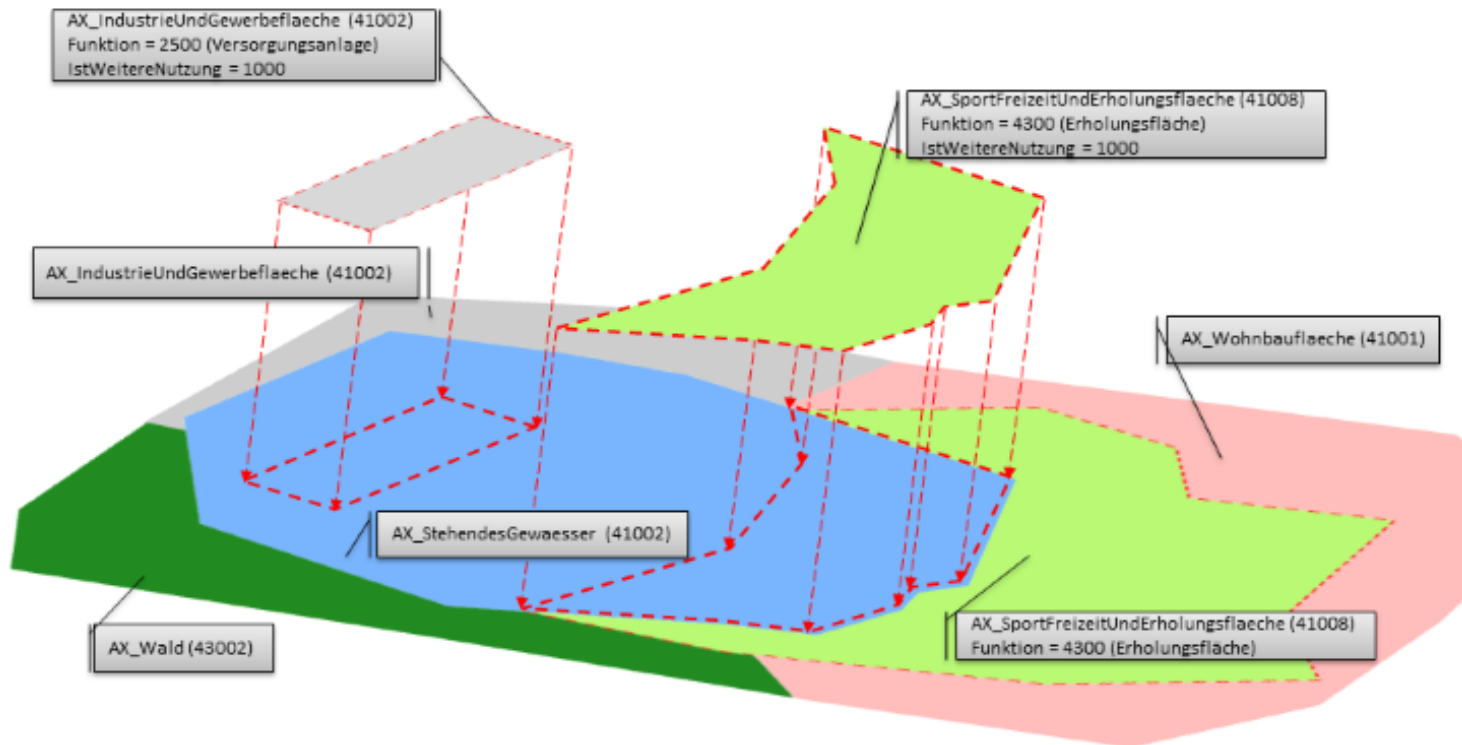 AX_IndustrieUndGewerbeflaeche (41002)
Funktion = 2500 (Versorgungsanlage)
IstWeitereNutzung = 1000
AX_SportFreizeitUndErholungsflaeche (41008)
Funktion = 4300 (Erholungsfläche)
IstWeitereNutzung = 1000
AX_IndustrieUndGewerbeflaeche (41002)
AX_Wohnbauflaeche (41001)
AX_StehendesGewaesser (41002)
AX_SportFreizeitUndErholungsflaeche (41008)
Funktion = 4300 (Erholungsfläche)
AX_Wald (43002)